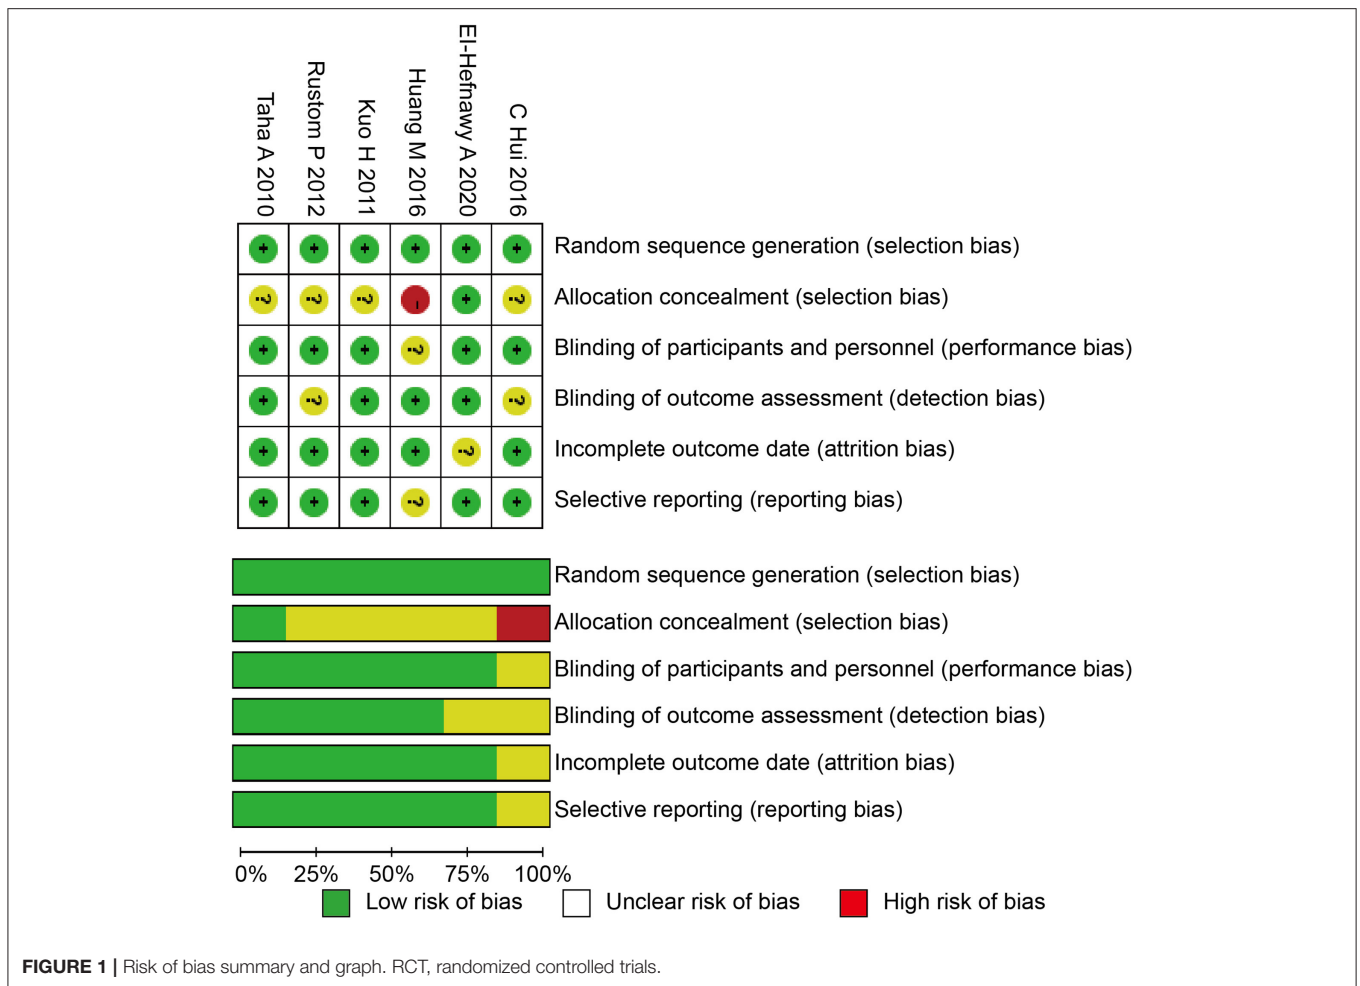 Taha A 2010
Rustom P 2012
Kuo H 2011
Huang M 2016
El-Hefnawy A 2020
C Hui 2016
+ + + + + + Random sequence generation (selection bias)
? ? ? - + ? Allocation concealment (selection bias)
+ + + ? + + Blinding of participants and personnel (performance bias)
+ ? + + + ? Blinding of outcome assessment (detection bias)
+ + + + ? + Incomplete outcome date (attrition bias)
+ + + ? + + Selective reporting (reporting bias)
Random sequence generation (selection bias)
Allocation concealment (selection bias)
Blinding of participants and personnel (performance bias)
Blinding of outcome assessment (detection bias)
Incomplete outcome date (attrition bias)
Selective reporting (reporting bias)
0% 25% 50% 75% 100%
Low risk of bias Unclear risk of bias High risk of bias
FIGURE 1 | Risk of bias summary and graph. RCT, randomized controlled trials.